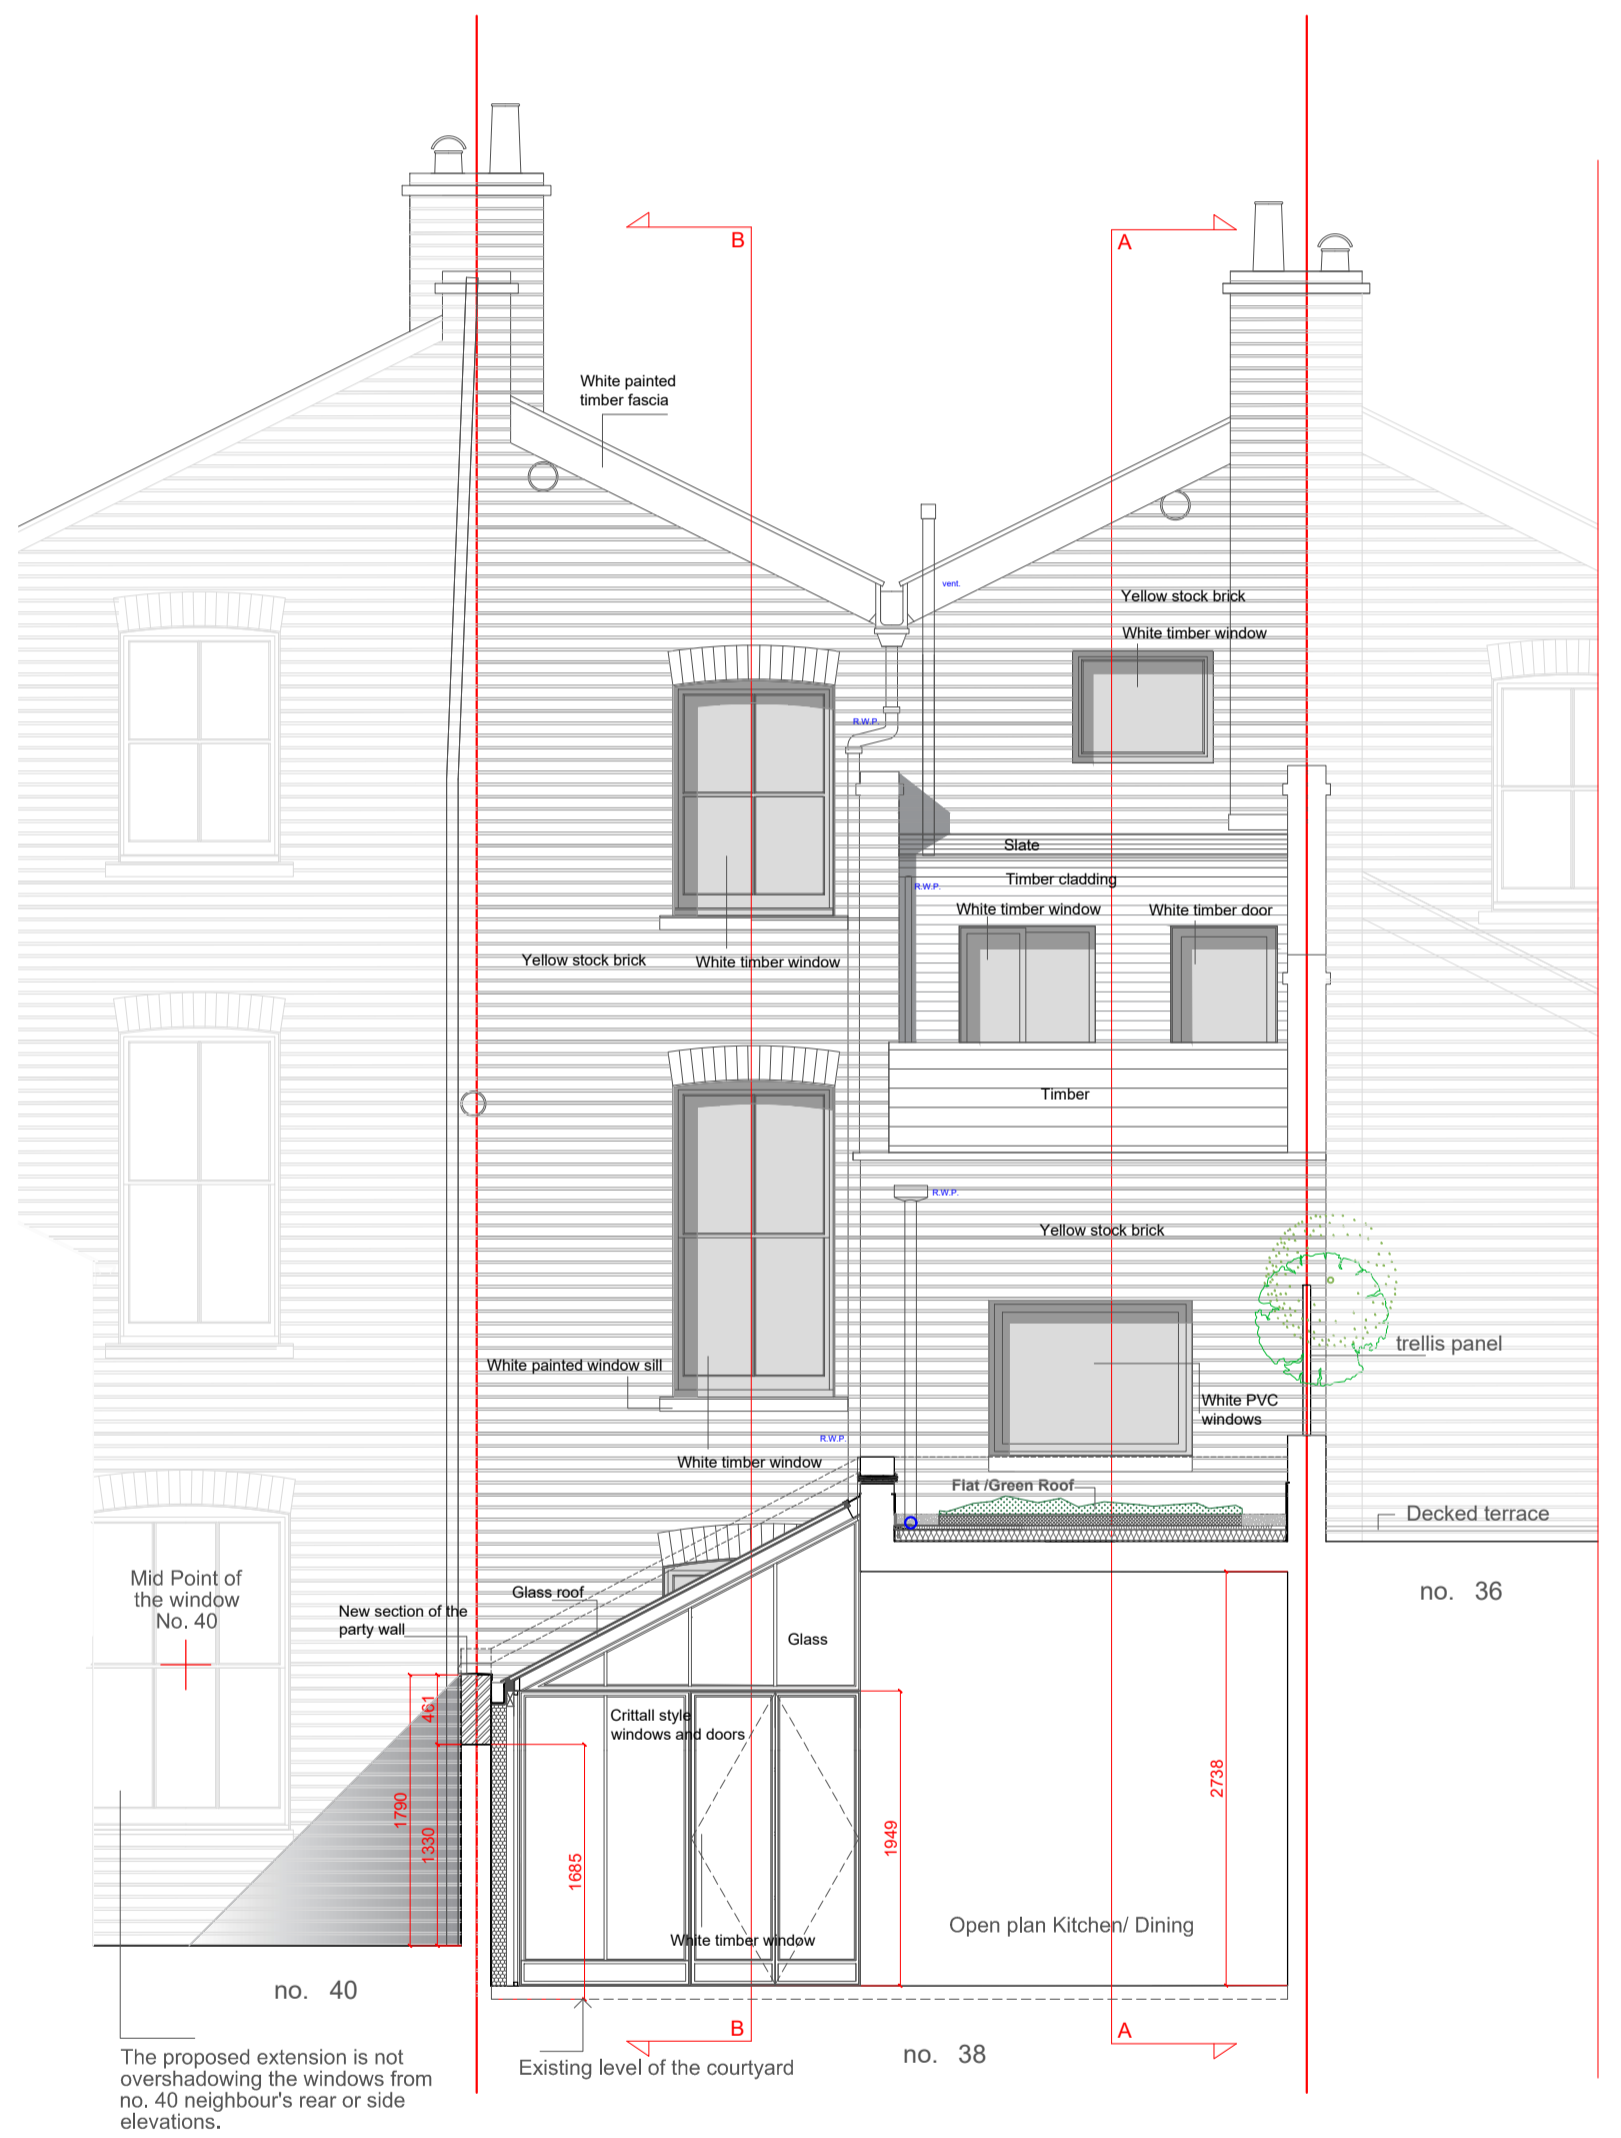 B
A
White painted
timber fascia
vent.
Yellow stock brick
White timber window
R.W.P.
Slate
Timber cladding
R.W.P.
White timber window
White timber door
Yellow stock brick
White timber window
Timber
R.W.P.
Yellow stock brick
trellis panel
White painted window sill
White PVC
windows
R.W.P.
White timber window
Flat /Green Roof
Decked terrace
Mid Point of
the window
No. 40
Glass roof
no. 36
New section of the
party wall
Glass
461
Crittall style
windows and doors
1790
1330
1685
1949
2738
Open plan Kitchen/ Dining
White timber window
no. 40
B
A
no. 38
Existing level of the courtyard
The proposed extension is not
overshadowing the windows from
no. 40 neighbour's rear or side
elevations.